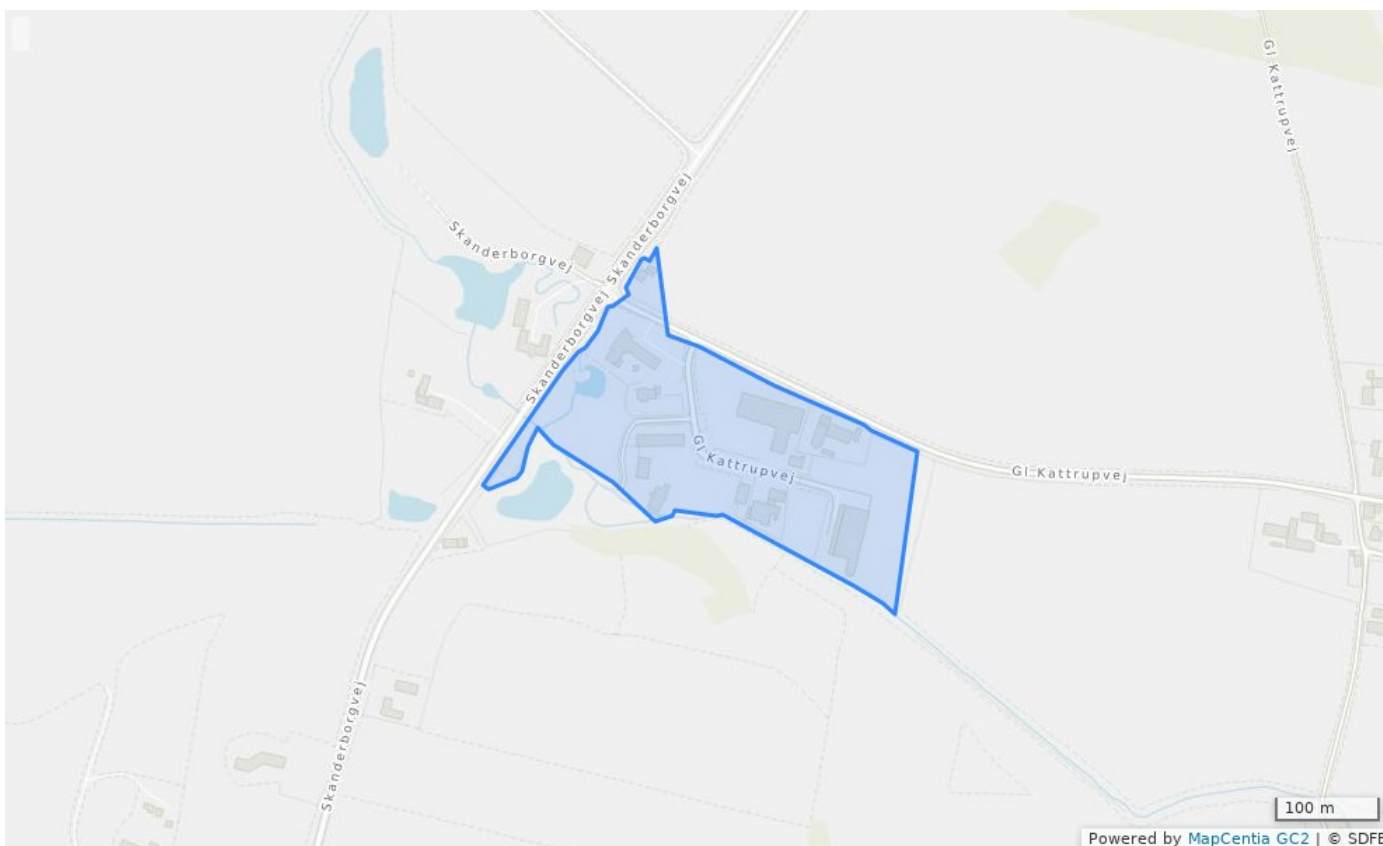 Gl Kattrupvej
Skanderborgvej
Skanderborgvej
Skanderborgvej
Gl Kattrupvej
Gl Kattrupvej
Skanderborgvej
100 m
Powered by MapCentia GC2 | © SDFE